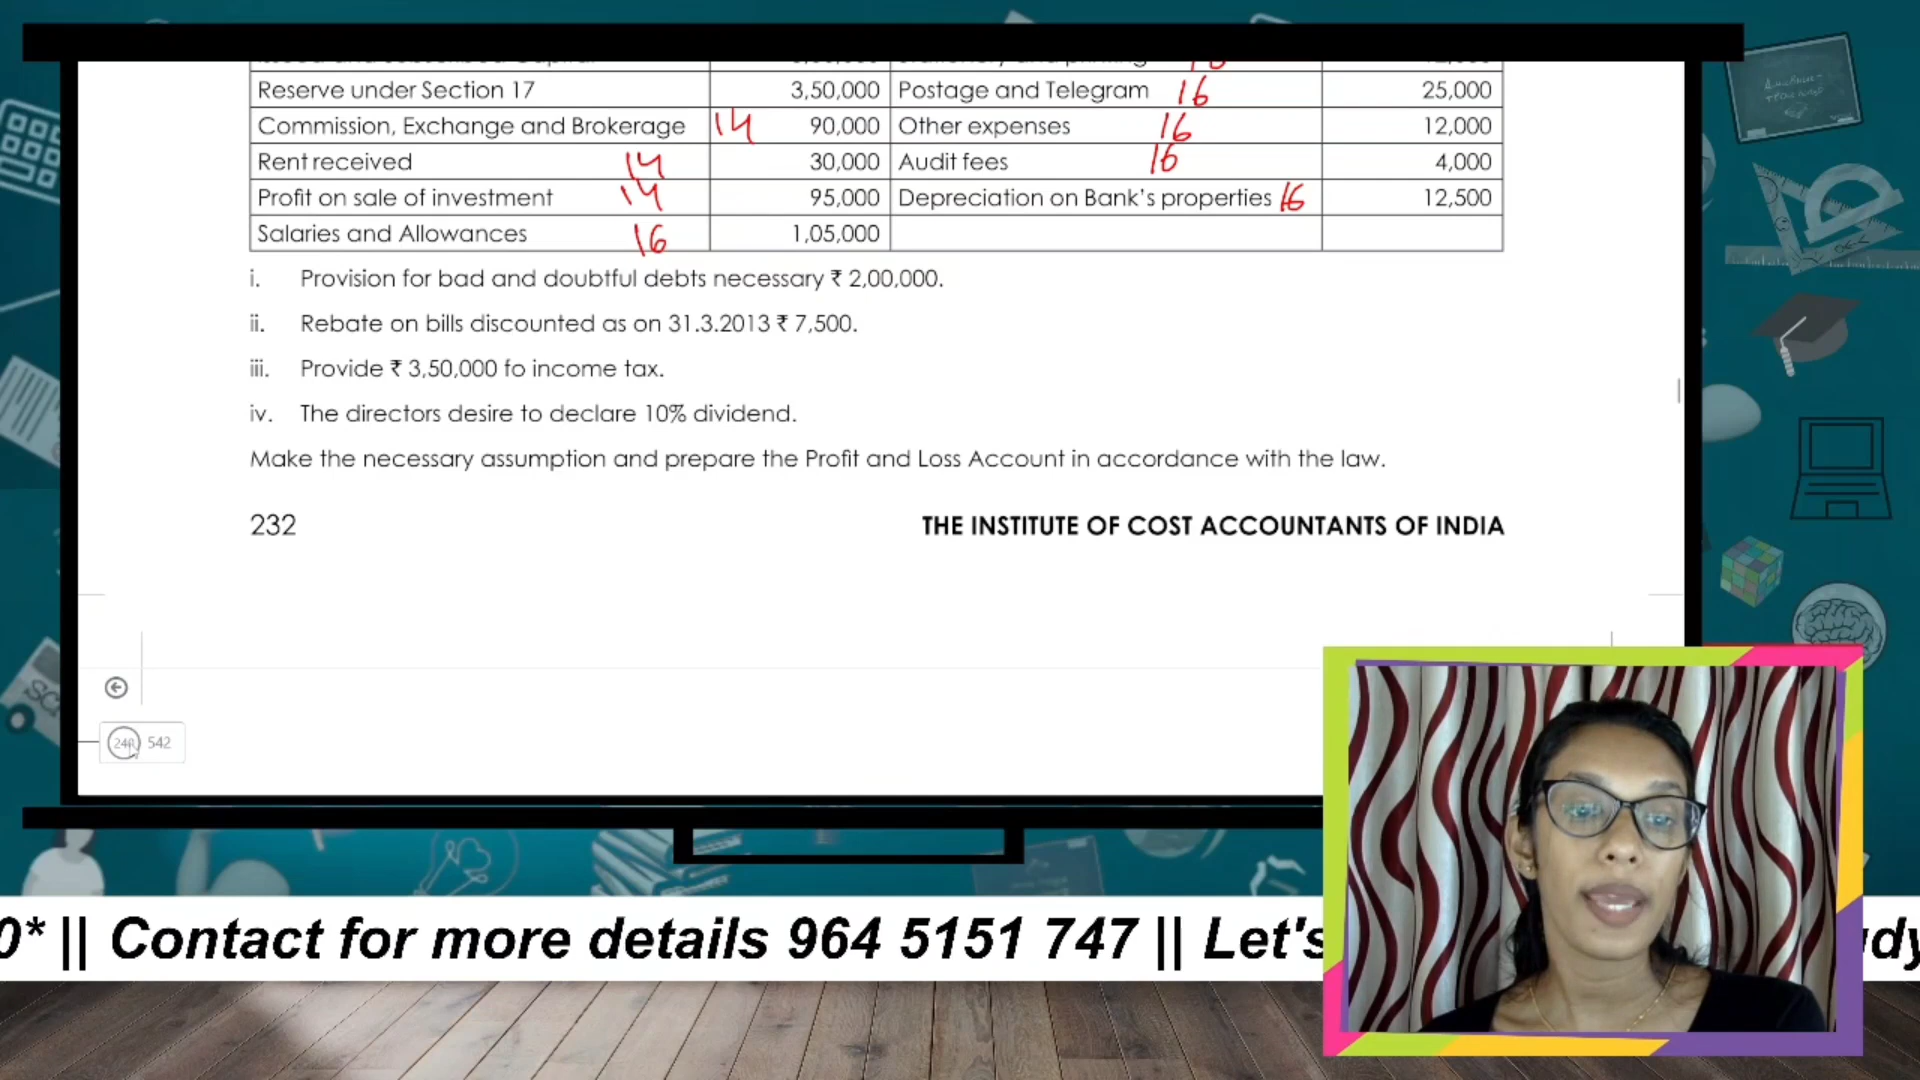 Reserve under Section 17 3,50,000 Postage and Telegram 16 25,000
Commission, Exchange and Brokerage 14 90,000 Other expenses 16 12,000
Rent received 14 30,000 Audit fees 16 4,000
Profit on sale of investment 14 95,000 Depreciation on Bank's properties 16 12,500
Salaries and Allowances 16 1,05,000
i. Provision for bad and doubtful debts necessary ₹ 2,00,000.
ii. Rebate on bills discounted as on 31.3.2013 ₹ 7,500.
iii. Provide ₹ 3,50,000 fo income tax.
iv. The directors desire to declare 10% dividend.
Make the necessary assumption and prepare the Profit and Loss Account in accordance with the law.
232 THE INSTITUTE OF COST ACCOUNTANTS OF INDIA
542
0* || Contact for more details 964 5151 747 || Let's